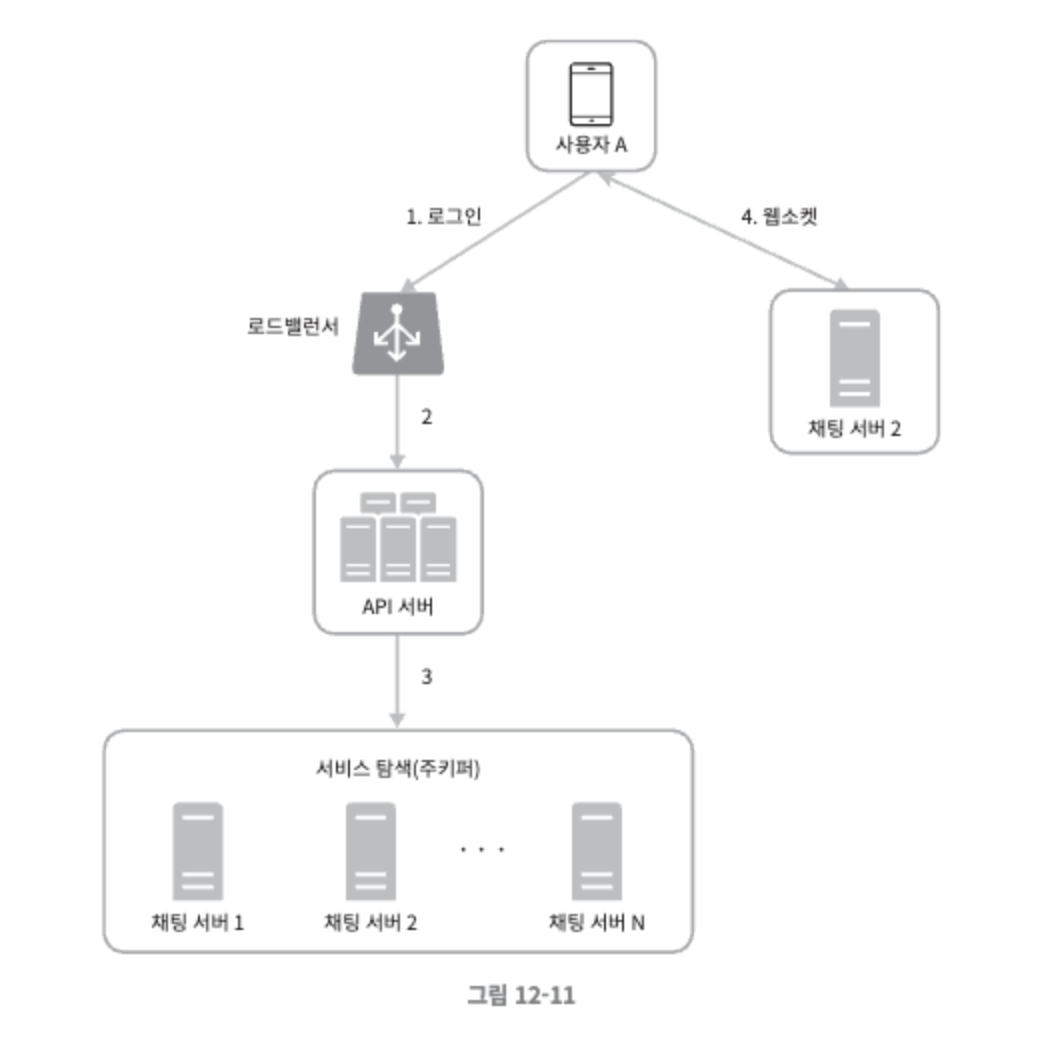 사용자 A
1. 로그인
4. 웹소켓
로드밸런서
2
채팅 서버 2
API 서버
3
서비스 탐색(주키퍼)
채팅 서버 1
채팅 서버 2
. . .
채팅 서버 N
그림 12-11